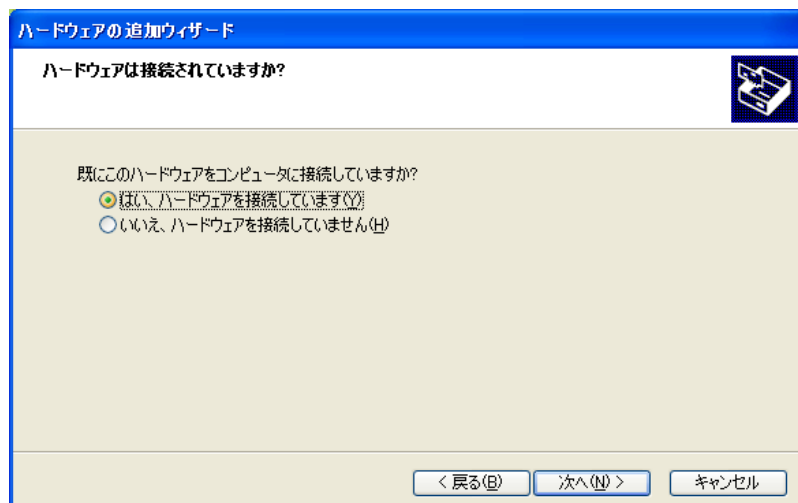 ハードウェアの追加ウィザード
ハードウェアは接続されていますか?
既にこのハードウェアをコンピュータに接続していますか?
はい、ハードウェアを接続しています(Y)
いいえ、ハードウェアを接続していません(H)
< 戻る(B) 次へ(N) > キャンセル